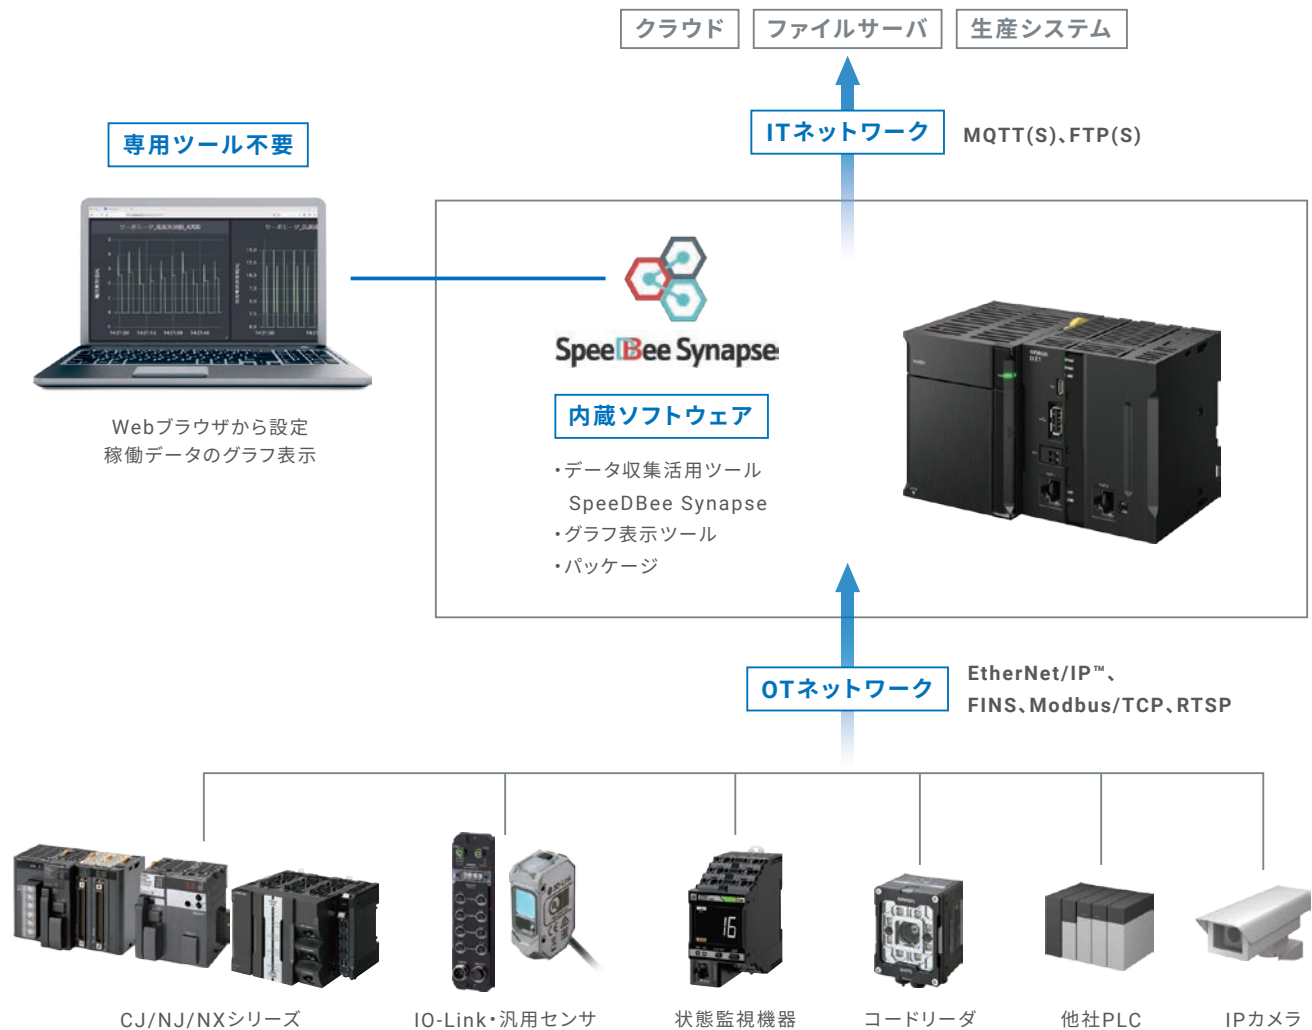 クラウド
ファイルサーバ
生産システム
ITネットワーク
MQTT(S)、FTP(S)
専用ツール不要
Webブラウザから設定
稼働データのグラフ表示
SpeeDBee Synapse
内蔵ソフトウェア
・データ収集活用ツール
SpeeDBee Synapse
・グラフ表示ツール
・パッケージ
OTネットワーク
EtherNet/IP™、
FINS、Modbus/TCP、RTSP
16
CJ/NJ/NXシリーズ
IO-Link・汎用センサ
状態監視機器
コードリーダ
他社PLC
IPカメラ